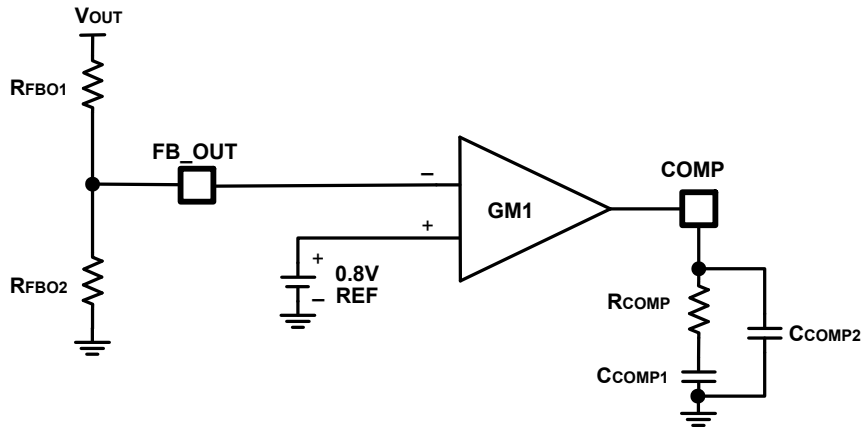 VOUT
RFBO1
FB_OUT
COMP
–
GM1
+
+
0.8V
REF
–
RFBO2
RCOMP
CCOMP2
CCOMP1